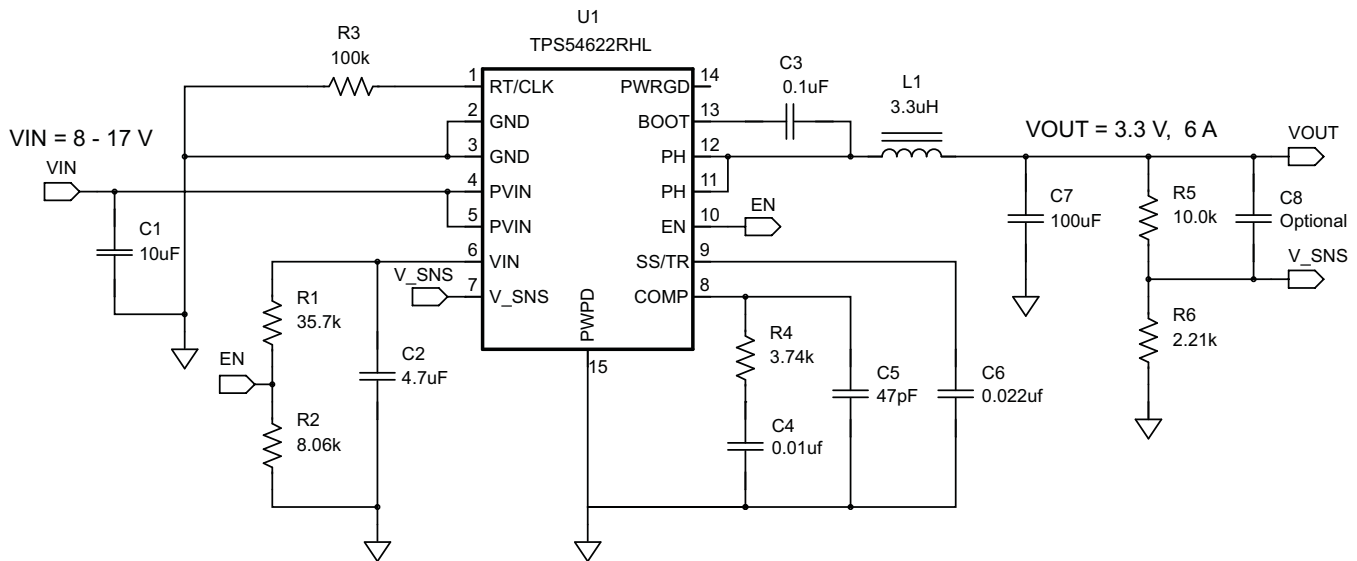 U1
TPS54622RHL
R3
100k
1
RT/CLK
2
GND
3
GND
4
PVIN
5
PVIN
6
VIN
7
V_SNS
PWRGD
14
BOOT
13
PH
12
PH
11
EN
10
SS/TR
9
COMP
8
PWPD
15
VIN = 8 - 17 V
VIN
C1
10uF
V_SNS
R1
35.7k
EN
R2
8.06k
C2
4.7uF
C3
0.1uF
L1
3.3uH
EN
VOUT = 3.3 V, 6 A
VOUT
C7
100uF
R5
10.0k
C8
Optional
V_SNS
R6
2.21k
R4
3.74k
C4
0.01uf
C5
47pF
C6
0.022uf